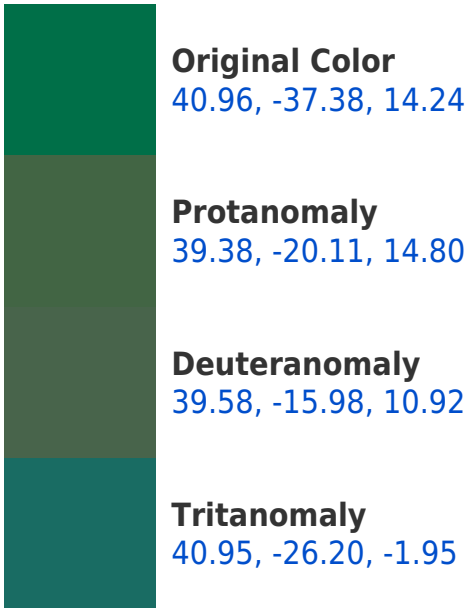 Original Color
40.96, -37.38, 14.24
Protanomaly
39.38, -20.11, 14.80
Deuteranomaly
39.58, -15.98, 10.92
Tritanomaly
40.95, -26.20, -1.95